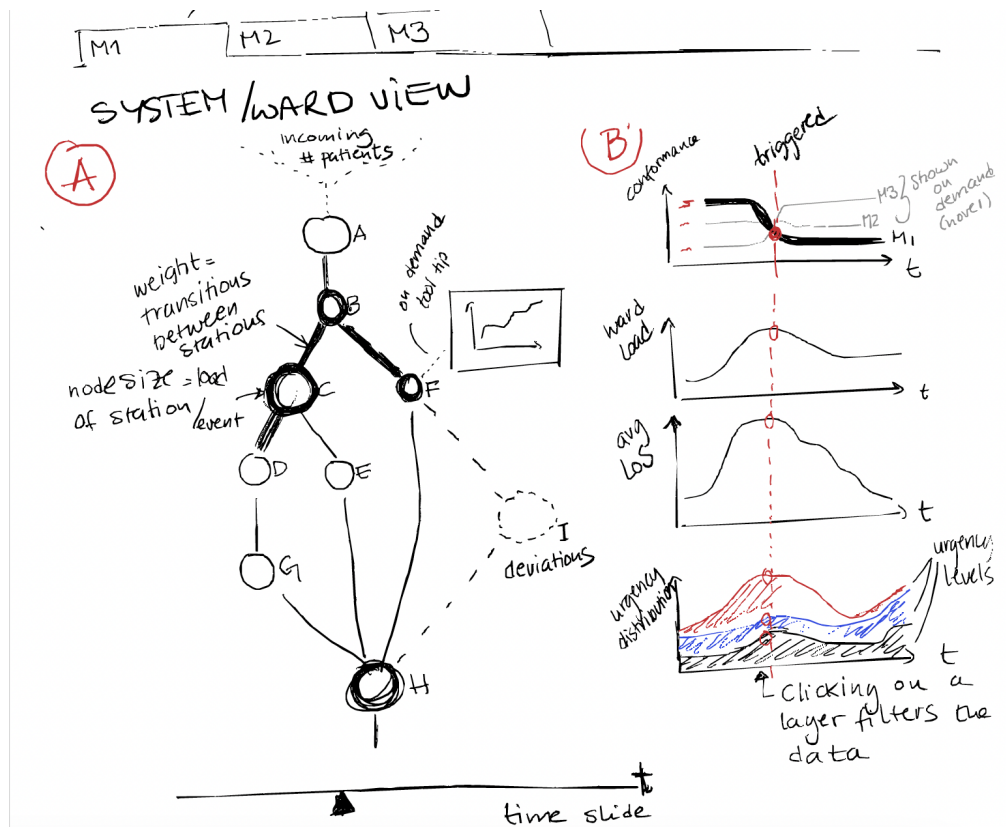 M1
M2
M3
SYSTEM/WARD VIEW
A
incoming
# patients
A
B
C
D
E
F
G
H
I
deviations
weight=
transitions
between
stations
node size = load
of station/event
on demand
tool tip
t
time slide
B
conformance
triggered
M3
M2
M1
shown
on
demand
(hover)
t
ward
load
t
avg
LoS
t
urgency
distribution
urgency
levels
t
Clicking on a
layer filters the
data